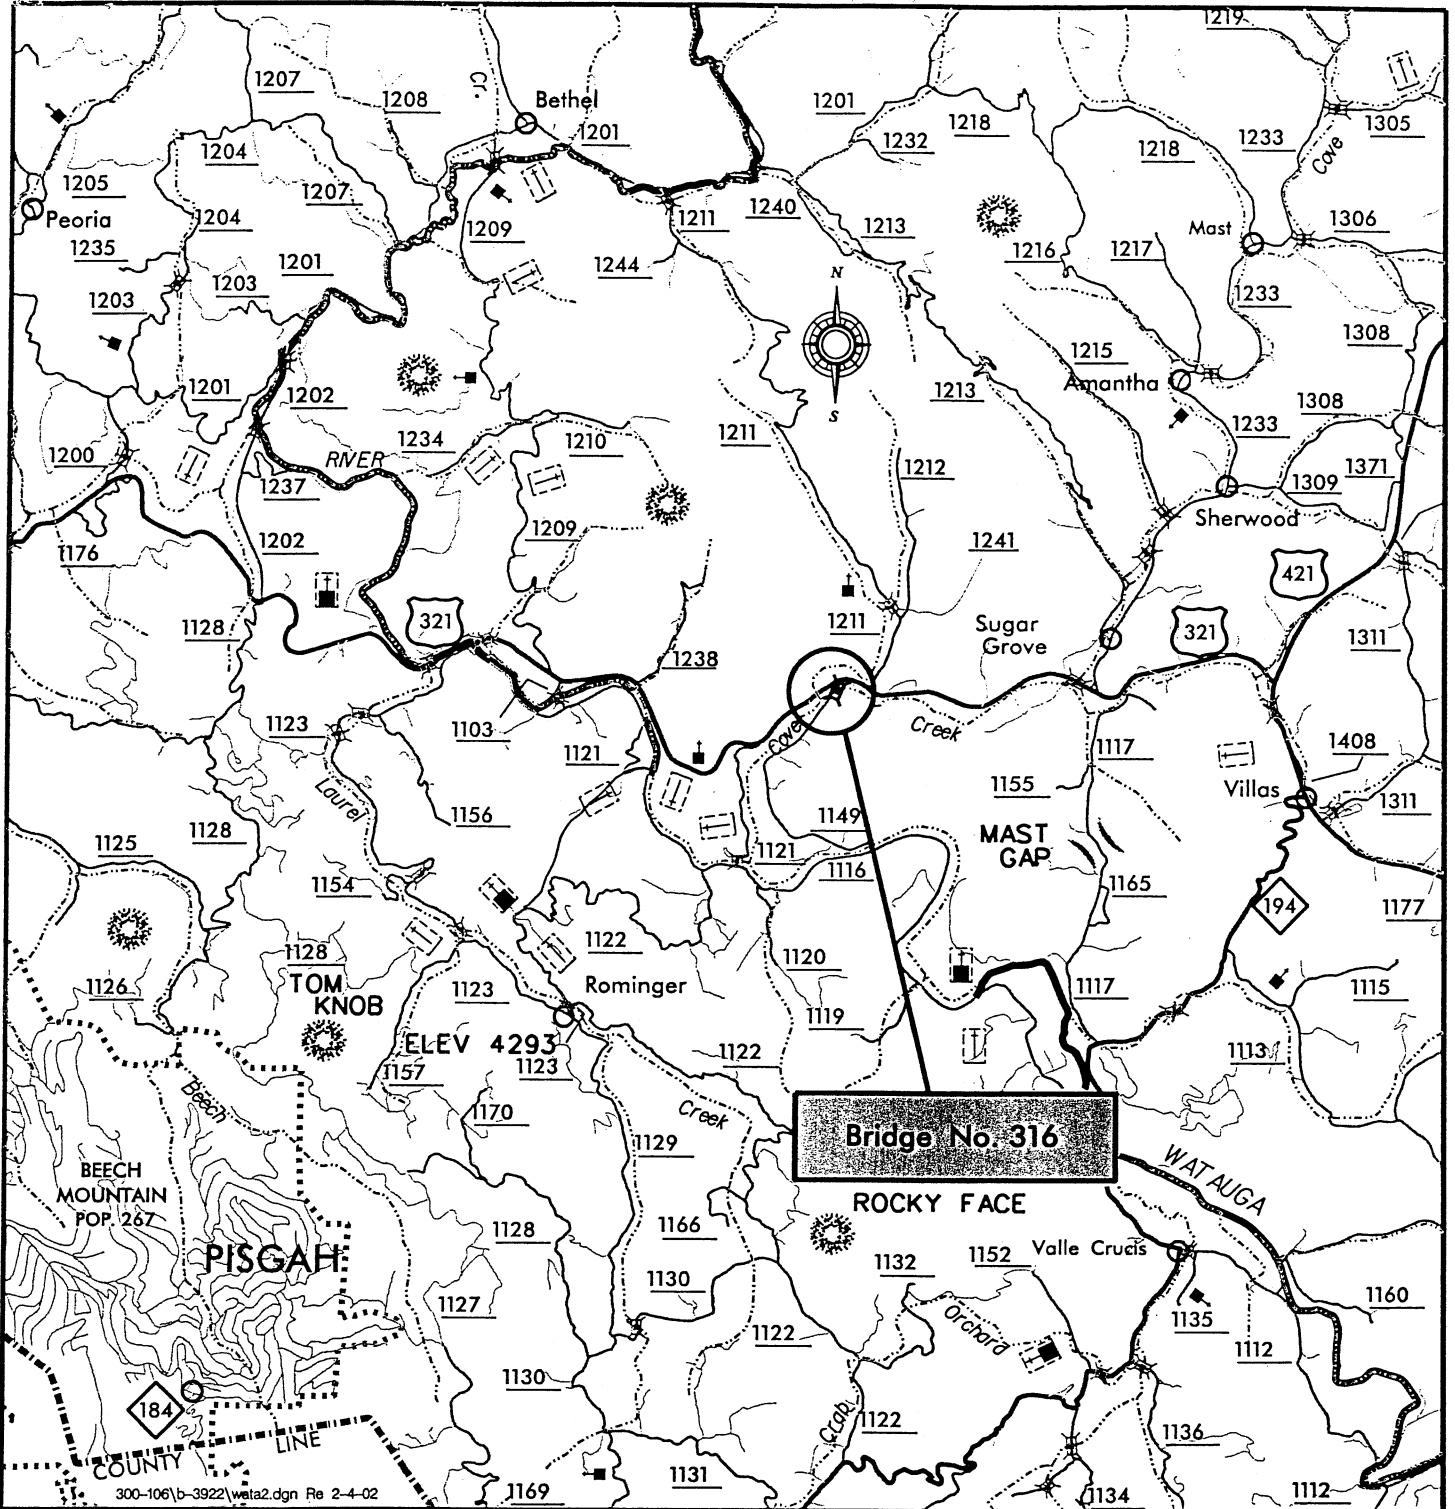 1219
1207
Cr.
1208
Bethel
1201
1201
1232
1218
1233
1305
1204
1218
Cove
1205
1207
Peoria
1204
1209
1211
1240
1213
Mast
1306
1235
1201
1244
1216
1217
1203
1203
N
1233
1308
1215
Amantha
1201
1202
S
1213
1308
1200
1234
1210
1211
1233
RIVER
1212
1371
1237
1309
Sherwood
1176
1202
1209
1241
421
321
Sugar
Grove
321
1128
1211
1311
1238
1123
1103
Cove
Creek
1121
1117
1408
Laurel
1155
Villas
1156
1149
MAST
GAP
1311
1125
1128
1121
1116
1154
1165
194
1177
1128
1122
1120
TOM
KNOB
1126
1123
Rominger
1117
1115
1119
ELEV 4293
1123
1157
1122
1113
Beech
1170
Creek
1129
Bridge No. 316
BEECH
MOUNTAIN
POP. 267
WATAUGA
ROCKY FACE
1128
1166
PISGAH
Valle Crucis
1132
1152
1130
1127
1160
1135
Orchard
1122
1112
1130
184
Crab
1122
1136
COUNTY
LINE
300-106\b-3922\wata2.dgn Re 2-4-02
1169
1131
1134
1112